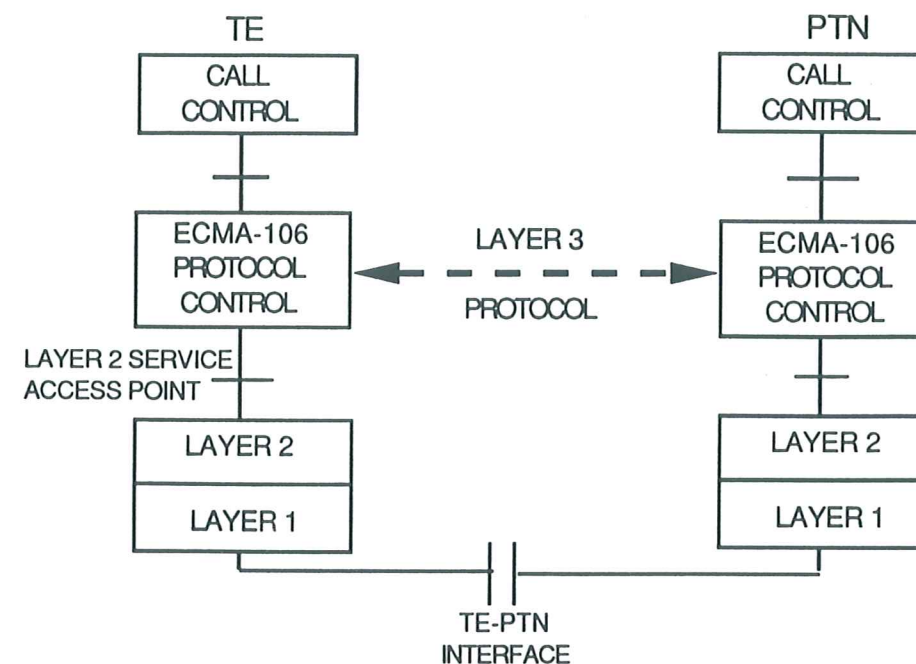 TE
CALL
CONTROL
ECMA-106
PROTOCOL
CONTROL
LAYER 2 SERVICE
ACCESS POINT
LAYER 2
LAYER 1
LAYER 3
PROTOCOL
PTN
CALL
CONTROL
ECMA-106
PROTOCOL
CONTROL
LAYER 2
LAYER 1
TE-PTN
INTERFACE